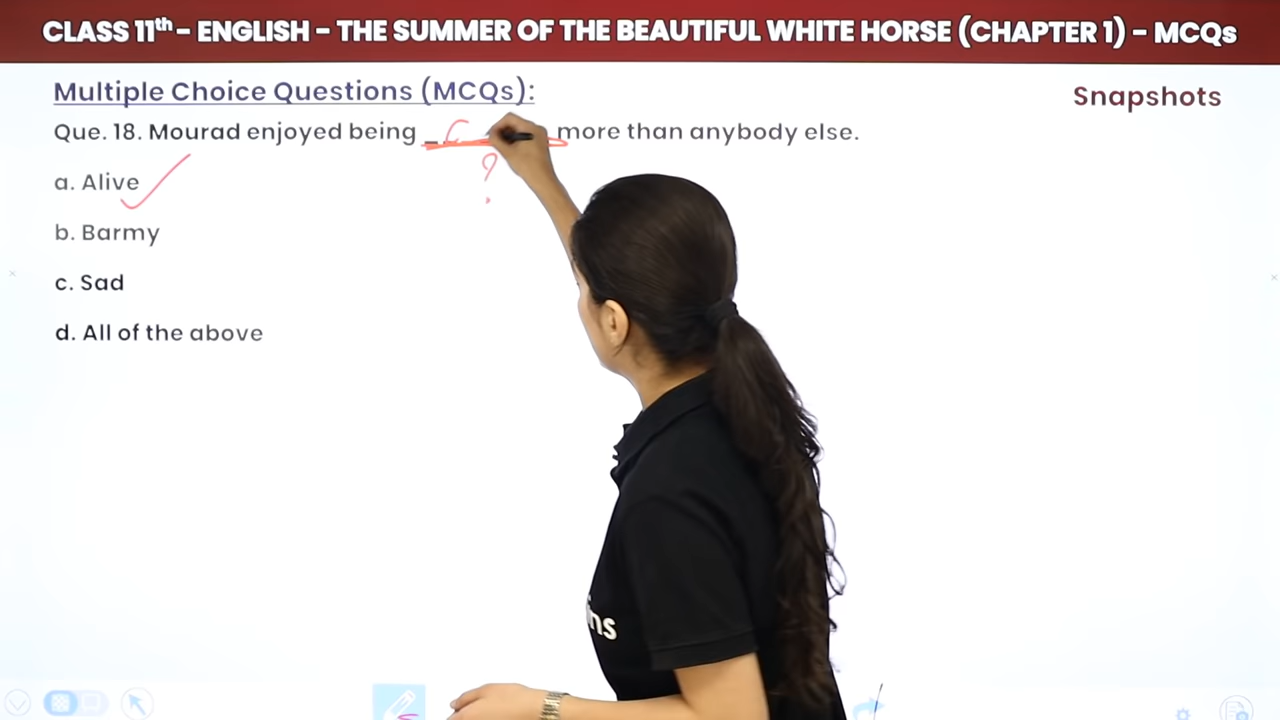 CLASS 11th - ENGLISH - THE SUMMER OF THE BEAUTIFUL WHITE HORSE (CHAPTER 1) - MCQs
Multiple Choice Questions (MCQs):
Snapshots
Que. 18. Mourad enjoyed being _ more than anybody else.
?
a. Alive
b. Barmy
c. Sad
d. All of the above